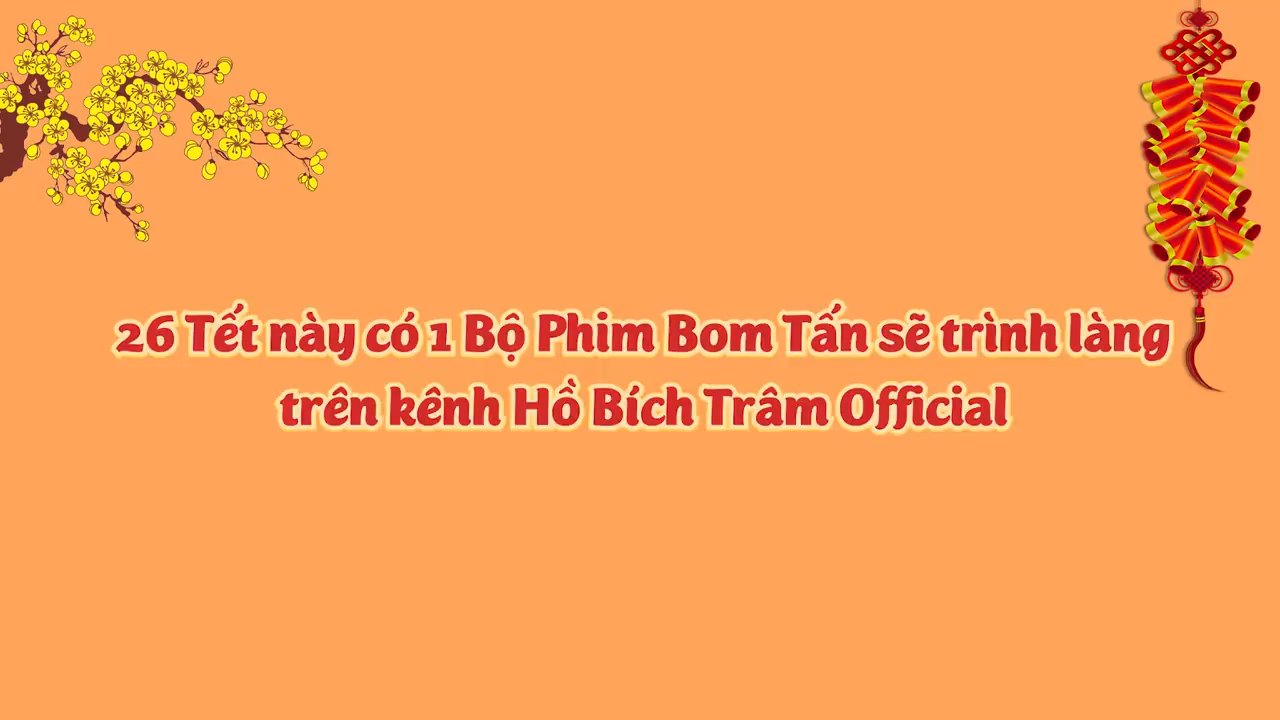 26 Tết này có 1 Bộ Phim Bom Tấn sẽ trình làng
trên kênh Hồ Bích Trâm Official